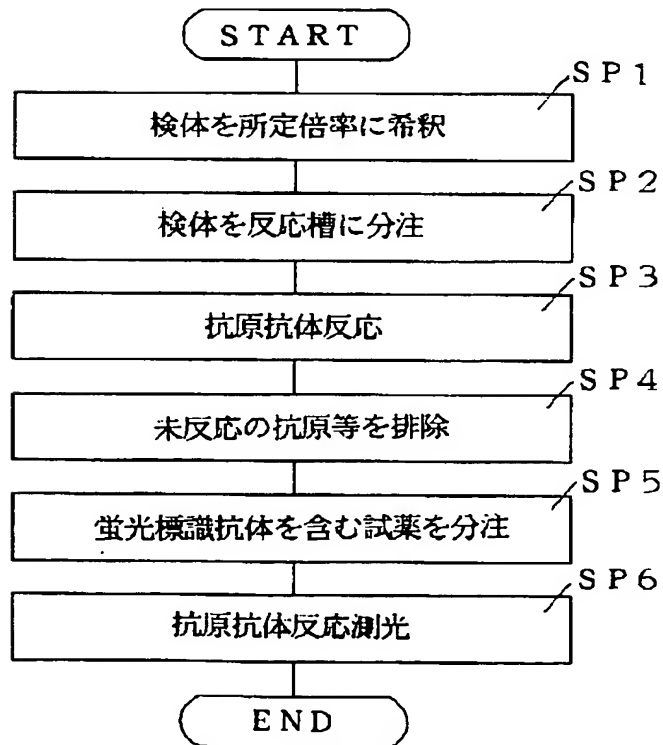 START
SP1
検体を所定倍率に希釈
SP2
検体を反応槽に分注
SP3
抗原抗体反応
SP4
未反応の抗原等を排除
SP5
蛍光標識抗体を含む試薬を分注
SP6
抗原抗体反応測光
END